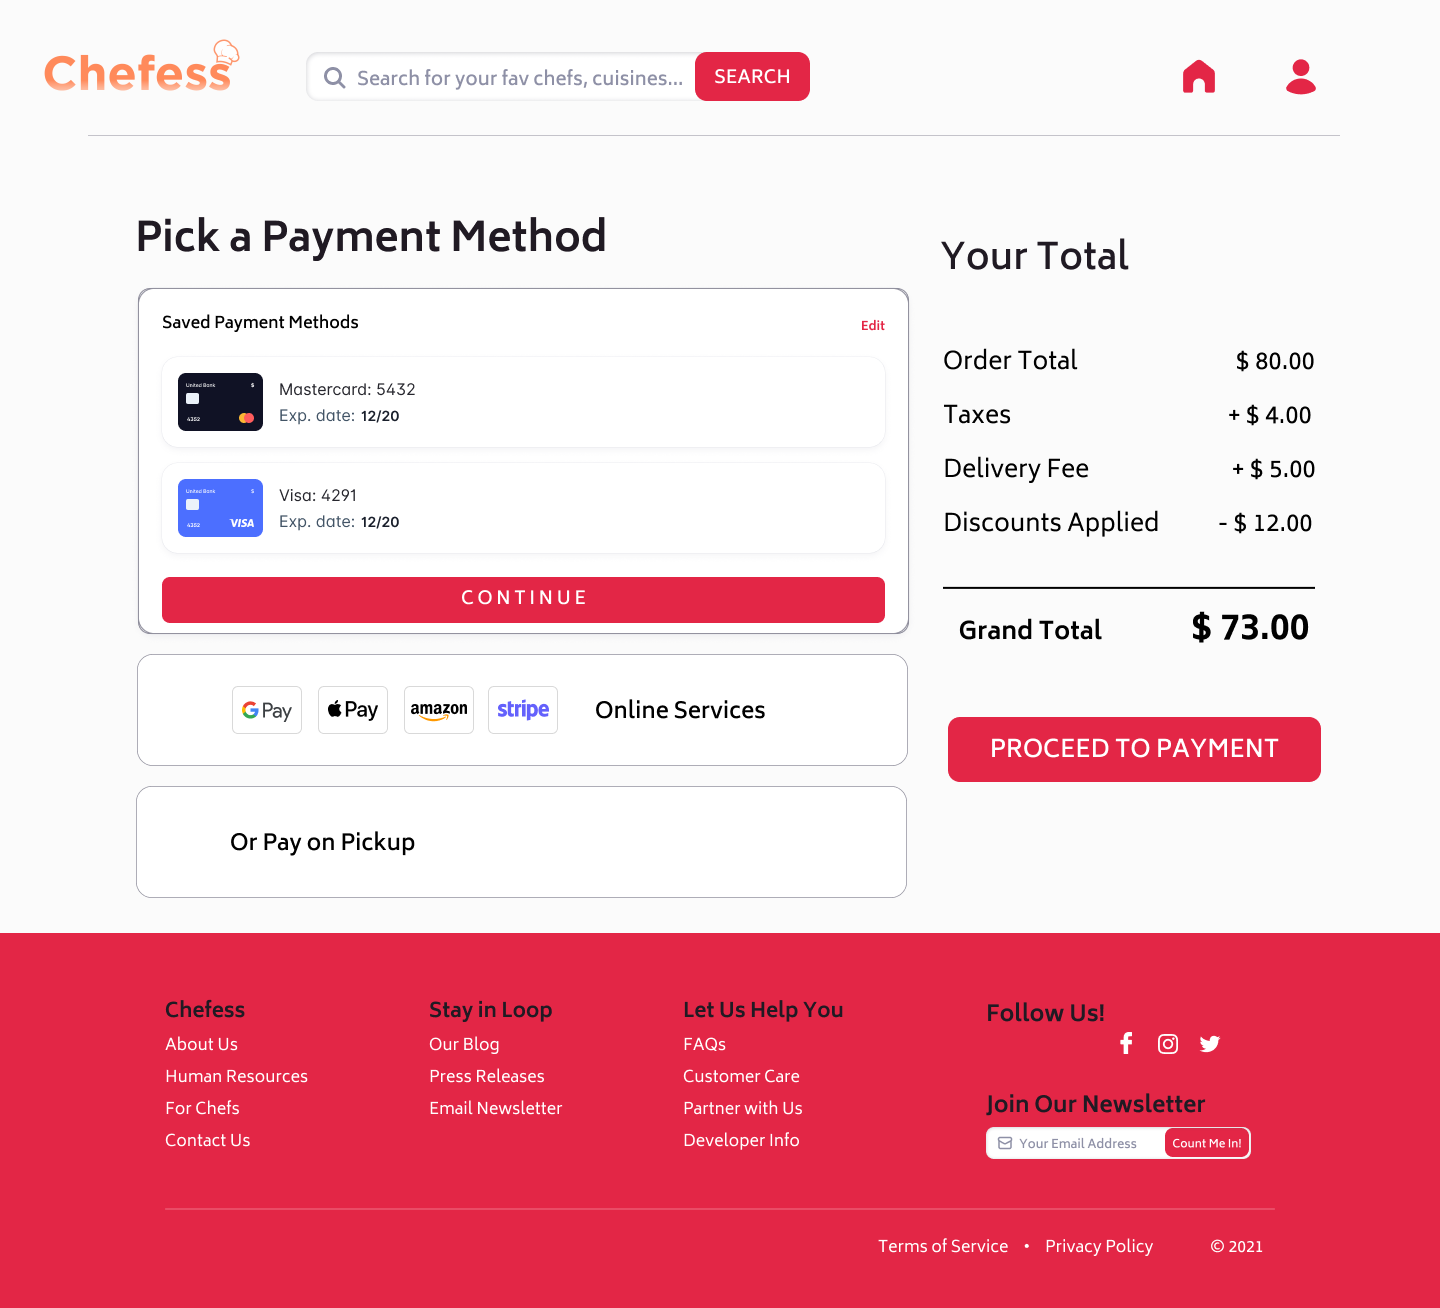 Chefess
Search for your fav chefs, cuisines...
SEARCH
Pick a Payment Method
Saved Payment Methods
Edit
United Bank
$
4352
Mastercard: 5432
Exp. date: 12/20
United Bank
$
4352
VISA
Visa: 4291
Exp. date: 12/20
CONTINUE
G Pay
Pay
amazon
stripe
Online Services
Or Pay on Pickup
Your Total
Order Total $ 80.00
Taxes + $ 4.00
Delivery Fee + $ 5.00
Discounts Applied - $ 12.00
Grand Total $ 73.00
PROCEED TO PAYMENT
Chefess
About Us
Human Resources
For Chefs
Contact Us
Stay in Loop
Our Blog
Press Releases
Email Newsletter
Let Us Help You
FAQs
Customer Care
Partner with Us
Developer Info
Follow Us!
Join Our Newsletter
Your Email Address
Count Me In!
Terms of Service • Privacy Policy © 2021